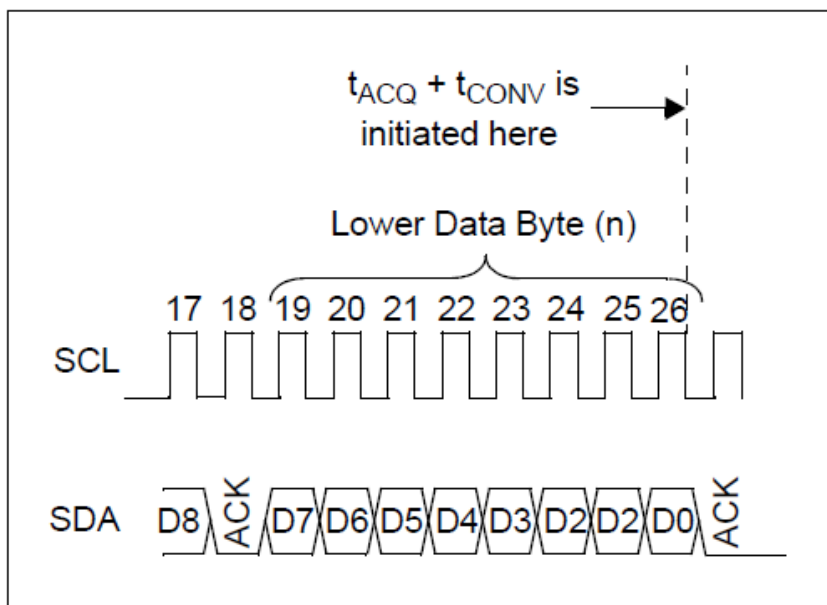 tACQ + tCONV is
initiated here
Lower Data Byte (n)
17 18 19 20 21 22 23 24 25 26
SCL
SDA D8 ACK D7 D6 D5 D4 D3 D2 D2 D0 ACK